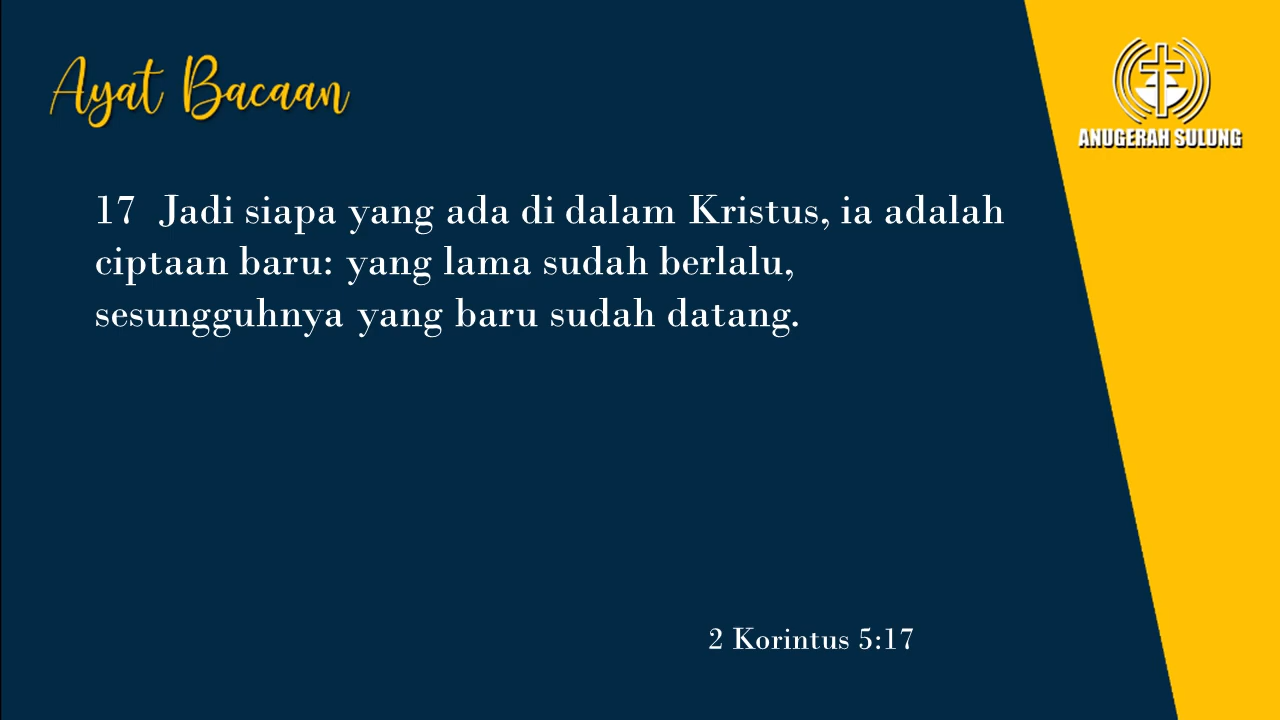 Ayat Bacaan
ANUGERAH SULUNG
17 Jadi siapa yang ada di dalam Kristus, ia adalah
ciptaan baru: yang lama sudah berlalu,
sesungguhnya yang baru sudah datang.
2 Korintus 5:17